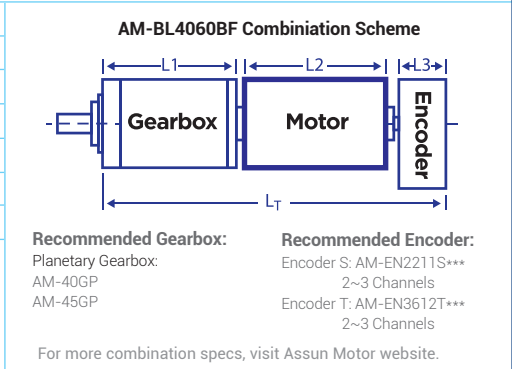 AM-BL4060BF Combiniation Scheme
L1
L2
L3
Gearbox
Motor
Encoder
LT
Recommended Gearbox:
Planetary Gearbox:
AM-40GP
AM-45GP
Recommended Encoder:
Encoder S: AM-EN2211S***
2~3 Channels
Encoder T: AM-EN3612T***
2~3 Channels
For more combination specs, visit Assun Motor website.